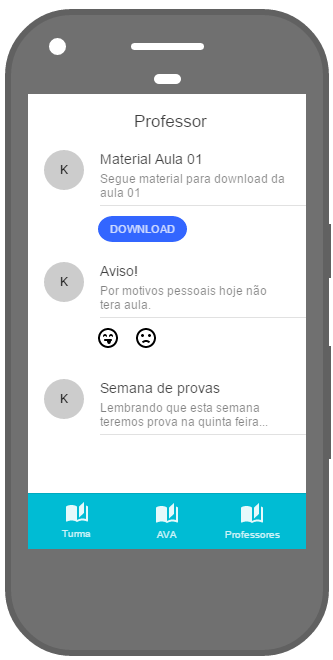 Professor
K
Material Aula 01
Segue material para download da
aula 01
DOWNLOAD
K
Aviso!
Por motivos pessoais hoje não
tera aula.
K
Semana de provas
Lembrando que esta semana
teremos prova na quinta feira...
Turma
AVA
Professores